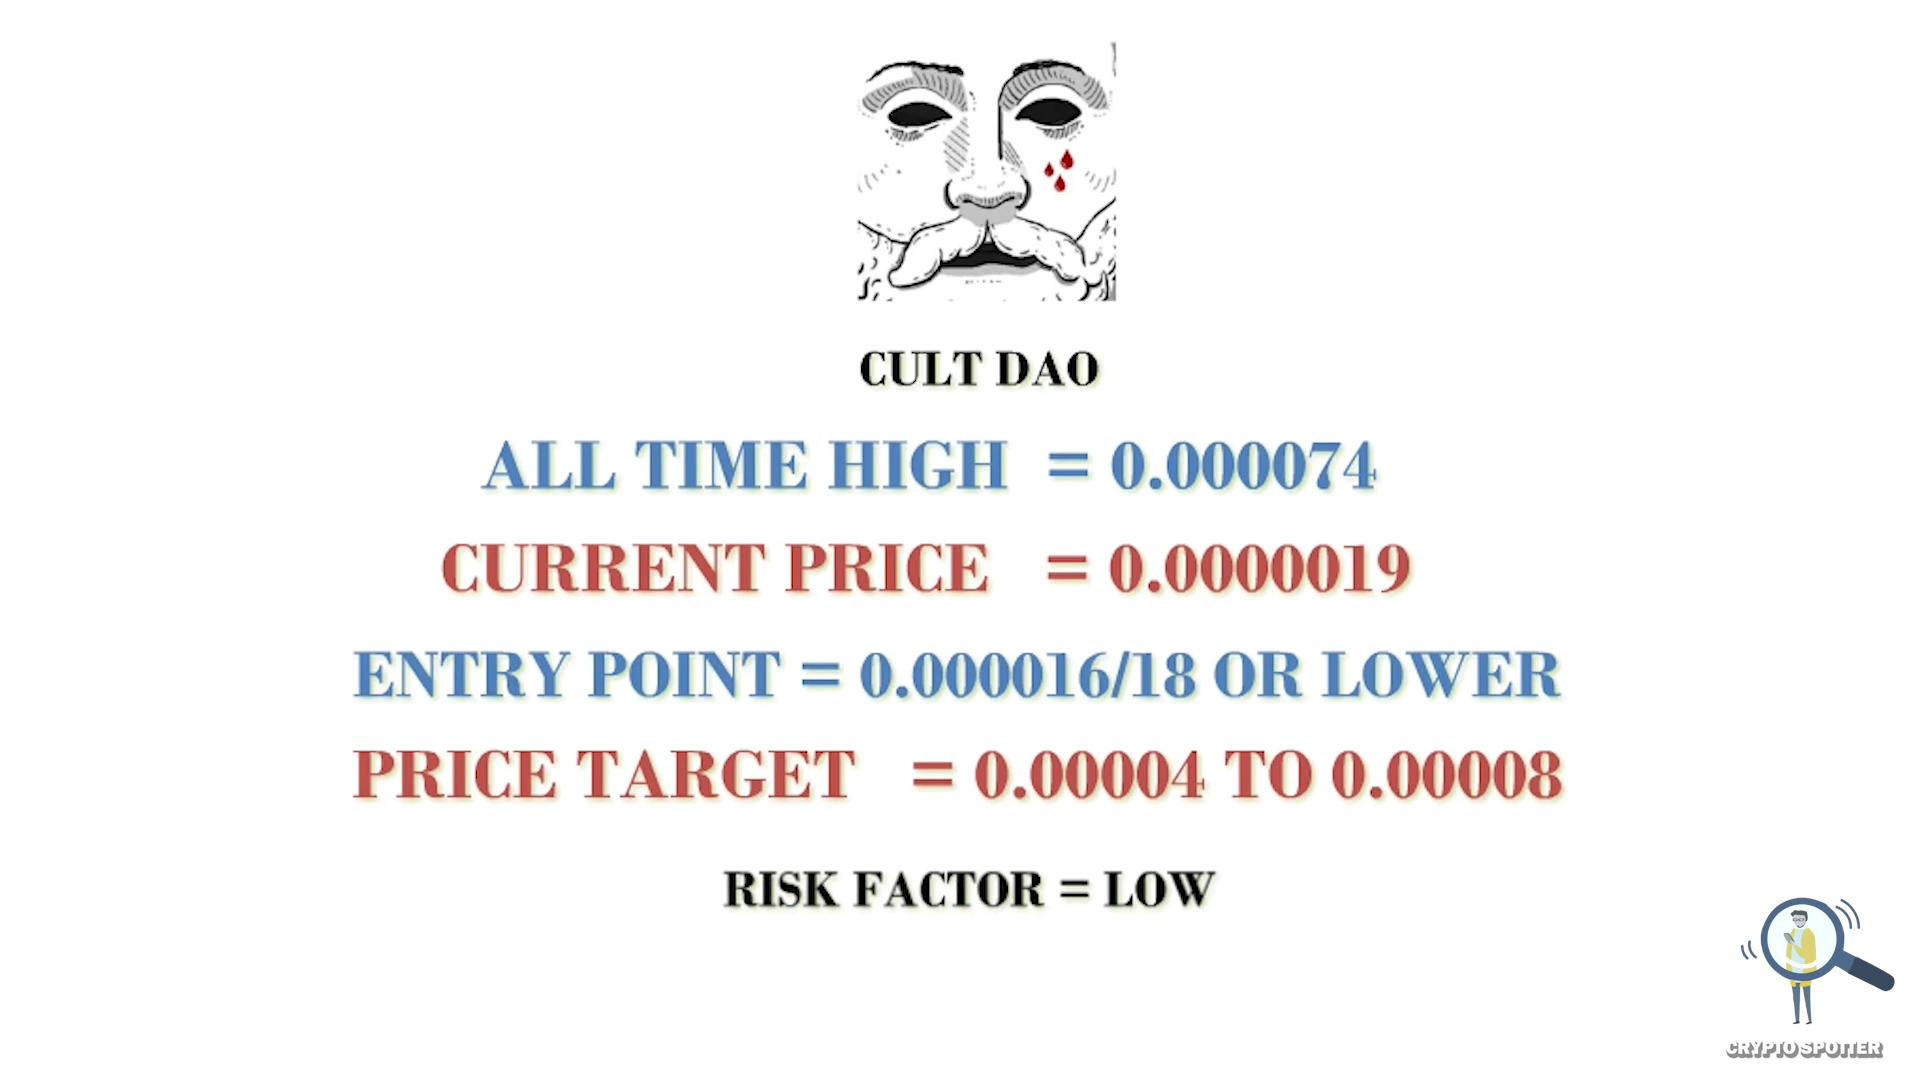 CULT DAO
ALL TIME HIGH = 0.000074
CURRENT PRICE = 0.0000019
ENTRY POINT = 0.000016/18 OR LOWER
PRICE TARGET = 0.00004 TO 0.00008
RISK FACTOR = LOW
CRYPTO SPOTTER